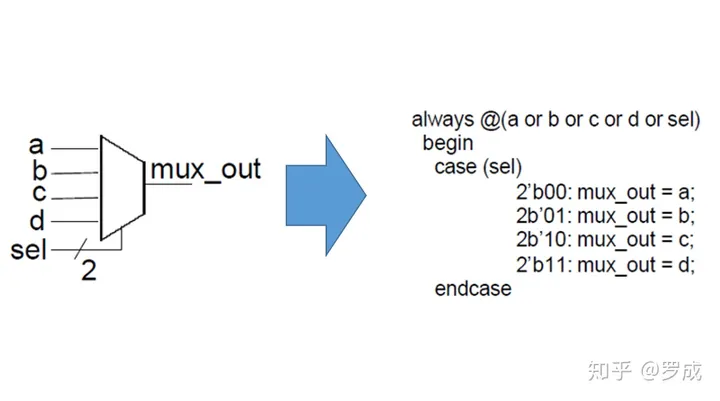 a
b
c
d
sel
2
mux_out
always @(a or b or c or d or sel)
begin
case (sel)
2'b00: mux_out = a;
2b'01: mux_out = b;
2b'10: mux_out = c;
2'b11: mux_out = d;
endcase
知乎 @罗成